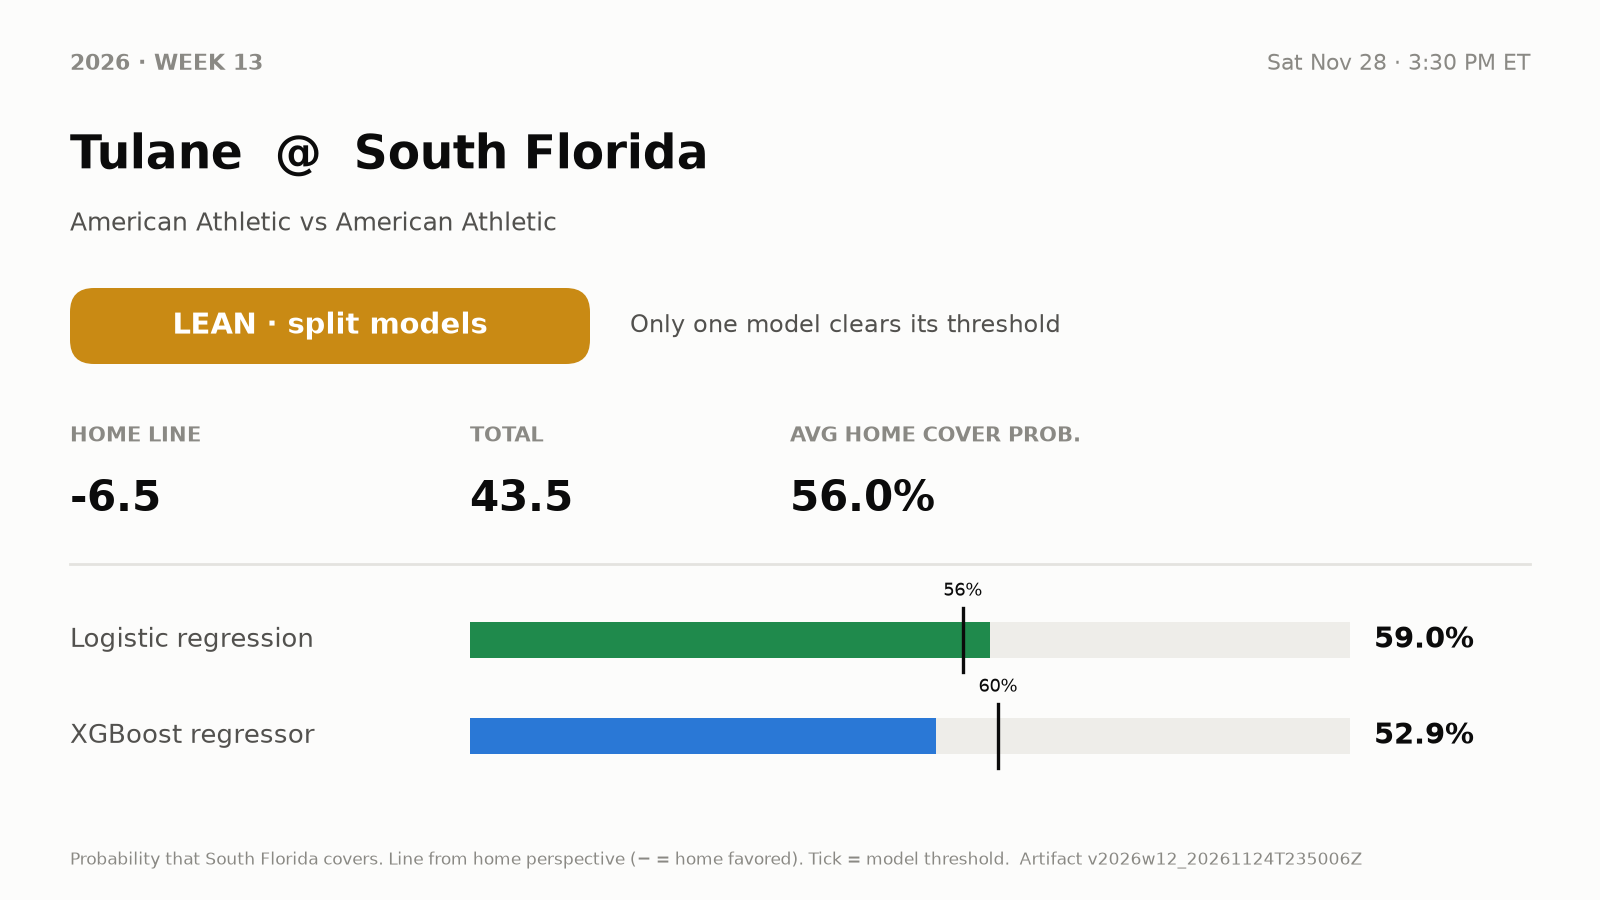 2026 · WEEK 13
Sat Nov 28 · 3:30 PM ET
Tulane @ South Florida
American Athletic vs American Athletic
LEAN · split models
Only one model clears its threshold
HOME LINE
TOTAL
AVG HOME COVER PROB.
-6.5
43.5
56.0%
56%
Logistic regression
59.0%
60%
XGBoost regressor
52.9%
Probability that South Florida covers. Line from home perspective (− = home favored). Tick = model threshold. Artifact v2026w12_20261124T235006Z